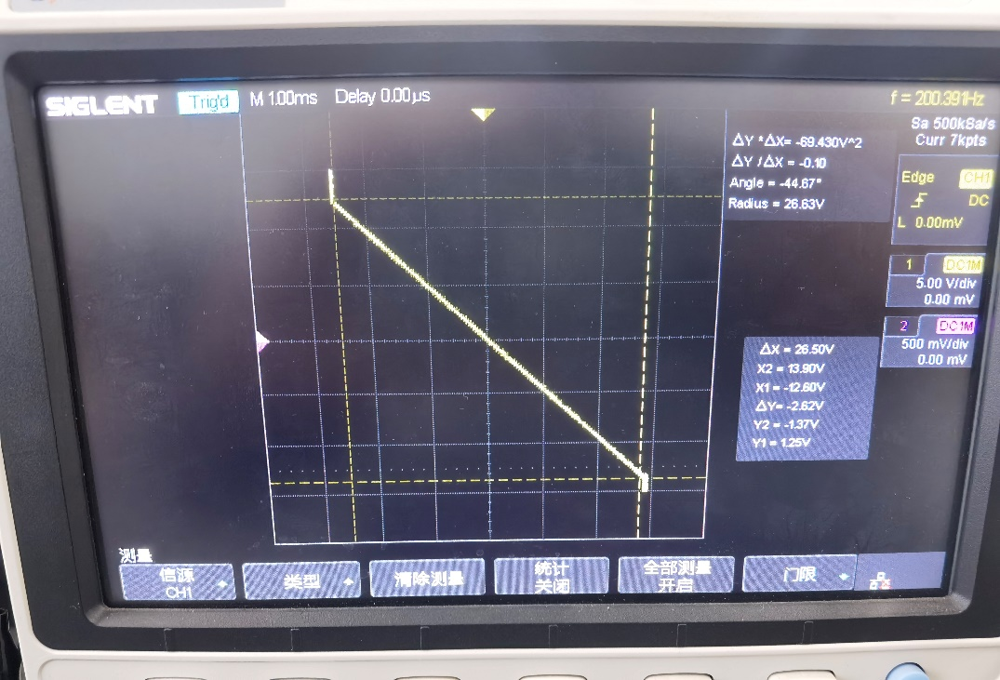 SIGLENT Trig'd M 1.00ms Delay 0.00µs f = 200.391Hz
Sa 500kSa/s
Curr 7kpts
ΔY *ΔX= -69.430V^2
ΔY /ΔX = -0.10
Angle = -44.67°
Radius = 26.63V
Edge CH1
DC
L 0.00mV
1 DC1M
5.00 V/div
0.00 mV
2 DC1M
500 mV/div
0.00 mV
ΔX = 26.50V
X2 = 13.90V
X1 = -12.60V
ΔY= -2.62V
Y2 = -1.37V
Y1 = 1.25V
测量
信源
CH1
类型
清除测量
统计
关闭
全部测量
开启
门限